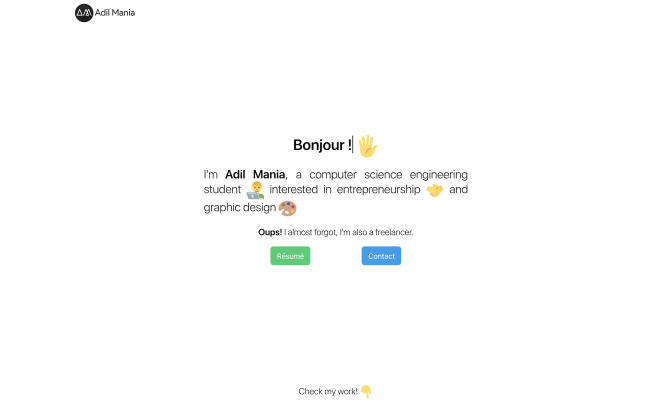 AM Adil Mania
Bonjour !
I'm Adil Mania, a computer science engineering
student interested in entrepreneurship and
graphic design
Oups! I almost forgot, I'm also a freelancer.
Résumé Contact
Check my work!